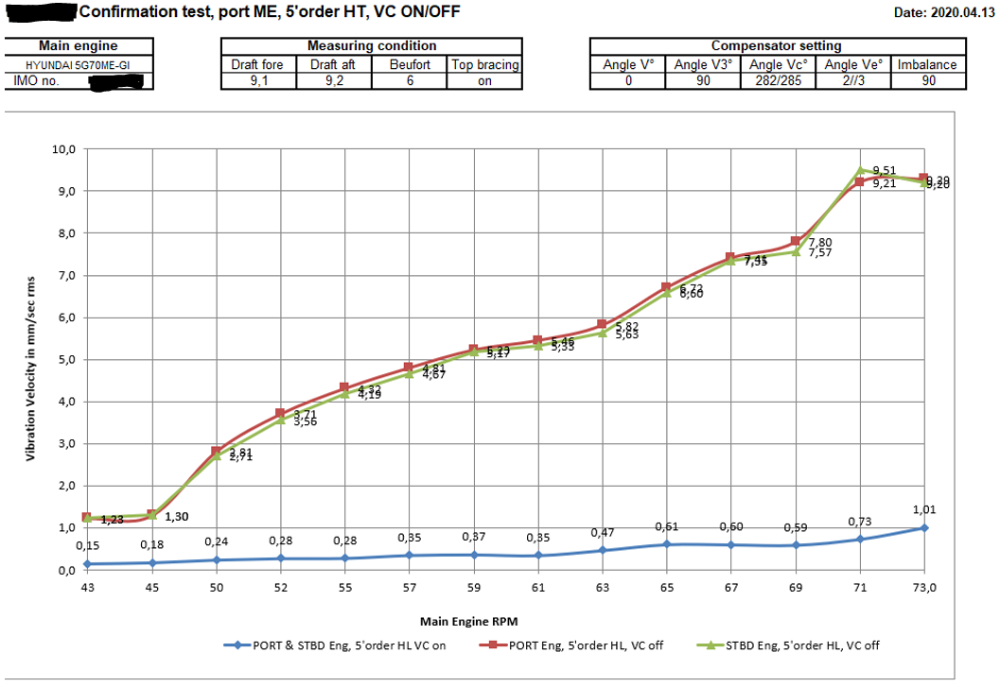 Confirmation test, port ME, 5'order HT, VC ON/OFF
Date: 2020.04.13
Main engine
HYUNDAI 5G70ME-GI
IMO no.
Measuring condition
Draft fore Draft aft Beufort Top bracing
9,1 9,2 6 on
Compensator setting
Angle V° Angle V3° Angle Vc° Angle Ve° Imbalance
0 90 282/285 2//3 90
Vibration Velocity in mm/sec rms
10,0
9,0
8,0
7,0
6,0
5,0
4,0
3,0
2,0
1,0
0,0
9,51
9,21
9,20
7,80
7,57
6,60
5,82
5,63
5,46
5,33
5,17
4,81
4,67
4,32
4,19
3,71
3,56
2,81
2,71
1,23 1,30
0,15 0,18 0,24 0,28 0,28 0,35 0,37 0,35 0,47 0,61 0,60 0,59 0,73 1,01
43 45 50 52 55 57 59 61 63 65 67 69 71 73,0
Main Engine RPM
PORT & STBD Eng, 5'order HL VC on PORT Eng, 5'order HL, VC off STBD Eng, 5'order HL, VC off